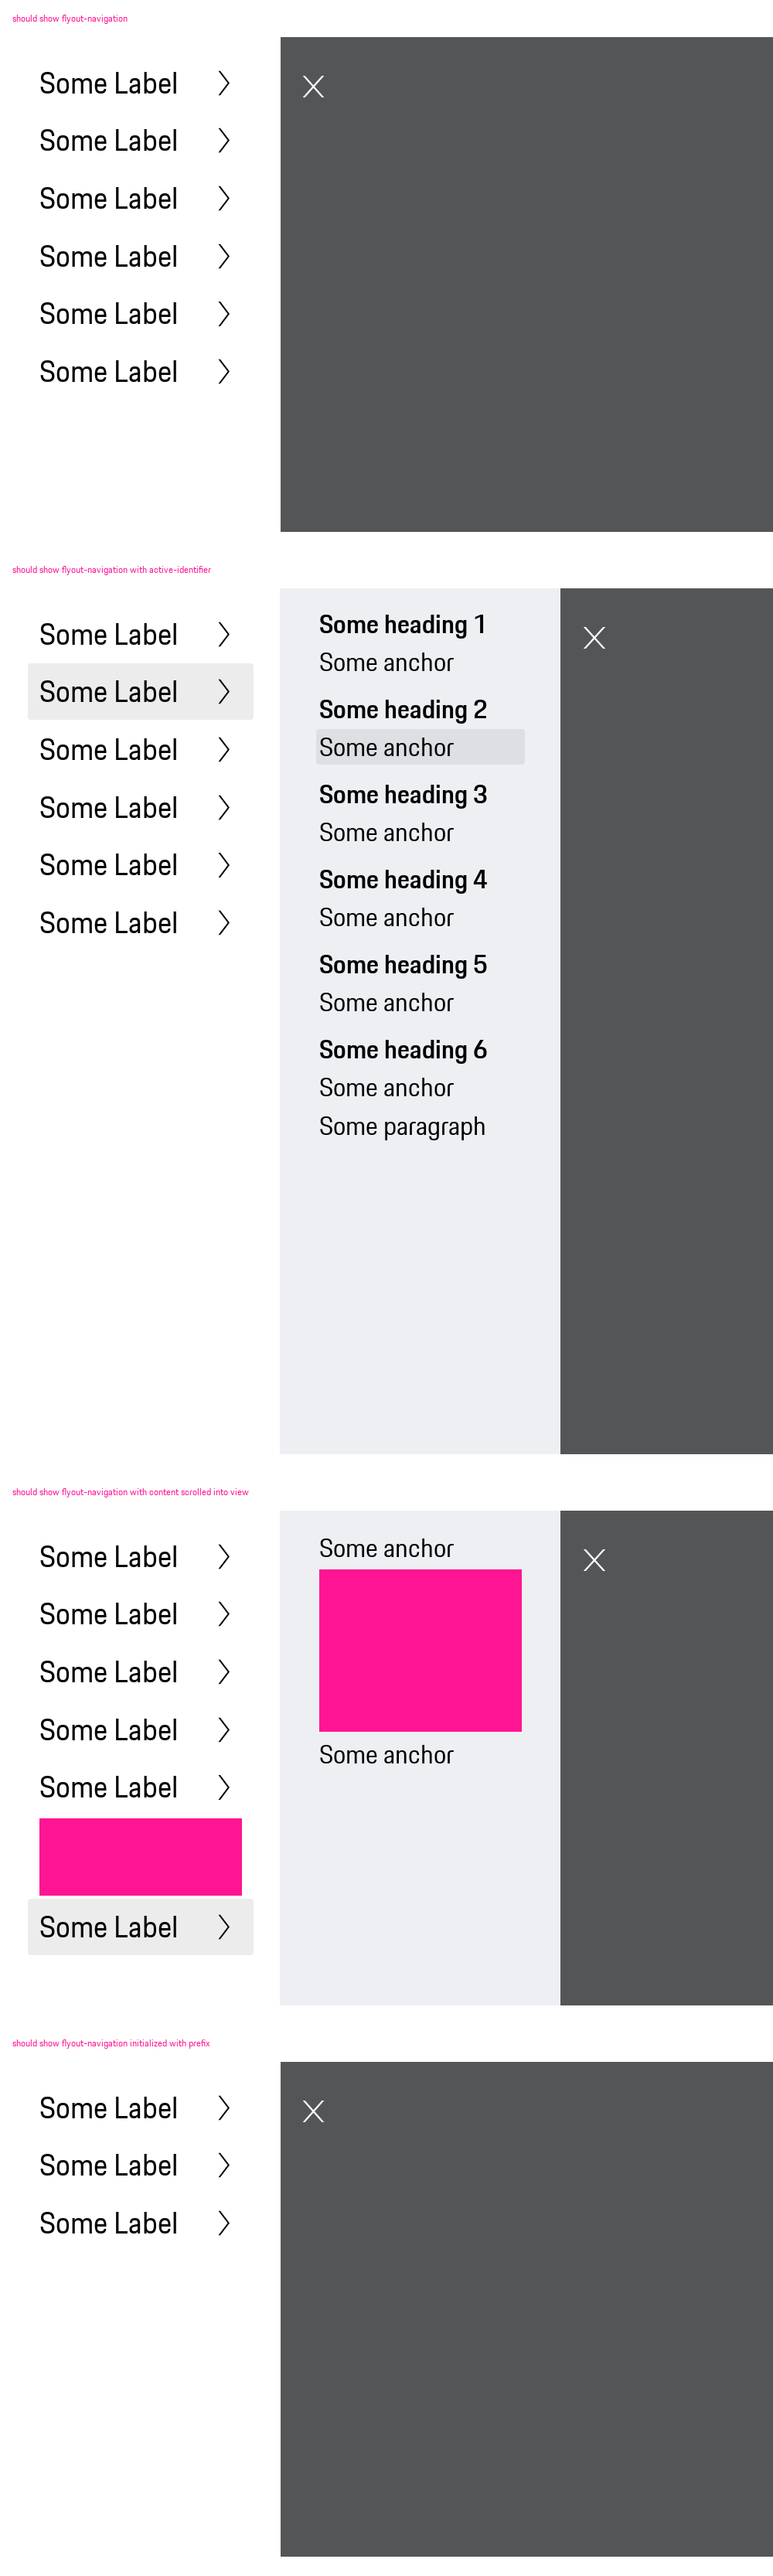 should show flyout-navigation
Some Label
Some Label
Some Label
Some Label
Some Label
Some Label
should show flyout-navigation with active-identifier
Some Label
Some Label
Some Label
Some Label
Some Label
Some Label
Some heading 1
Some anchor
Some heading 2
Some anchor
Some heading 3
Some anchor
Some heading 4
Some anchor
Some heading 5
Some anchor
Some heading 6
Some anchor
Some paragraph
should show flyout-navigation with content scrolled into view
Some Label
Some Label
Some Label
Some Label
Some Label
Some Label
Some anchor
Some anchor
should show flyout-navigation initialized with prefix
Some Label
Some Label
Some Label